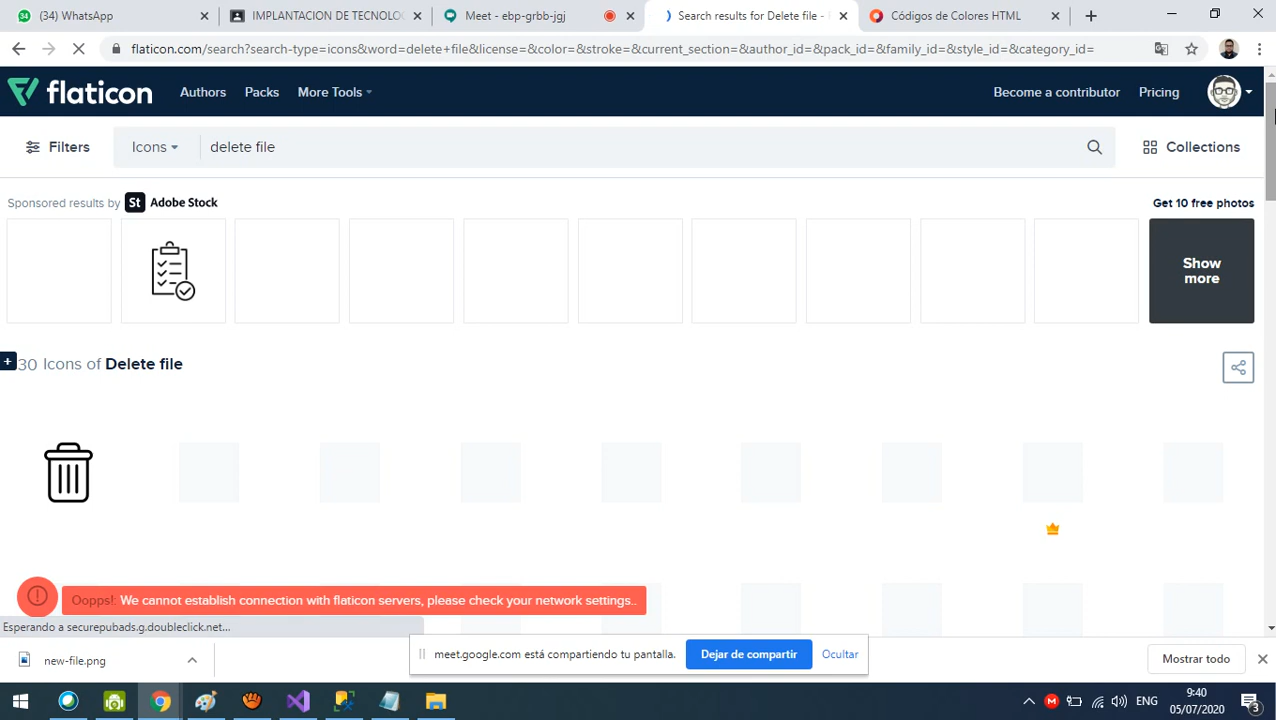 (34) WhatsApp
IMPLANTACION DE TECNOLO
Meet - ebp-grbb-jgj
Search results for Delete file -
Códigos de Colores HTML
flaticon.com/search?search-type=icons&word=delete+file&license=&color=&stroke=&current_section=&author_id=&pack_id=&family_id=&style_id=&category_id=
flaticon Authors Packs More Tools Become a contributor Pricing
Filters Icons delete file Collections
Sponsored results by St Adobe Stock Get 10 free photos
Show
more
+ 30 Icons of Delete file
Oopps!: We cannot establish connection with flaticon servers, please check your network settings..
Esperando a securepubads.g.doubleclick.net...
new-file.png
meet.google.com está compartiendo tu pantalla. Dejar de compartir Ocultar
Mostrar todo
ENG
9:40
05/07/2020
3